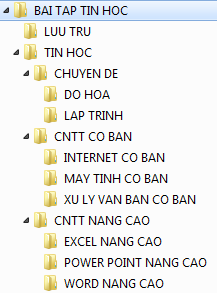 BAI TAP TIN HOC
LUU TRU
TIN HOC
CHUYEN DE
DO HOA
LAP TRINH
CNTT CO BAN
INTERNET CO BAN
MAY TINH CO BAN
XU LY VAN BAN CO BAN
CNTT NANG CAO
EXCEL NANG CAO
POWER POINT NANG CAO
WORD NANG CAO